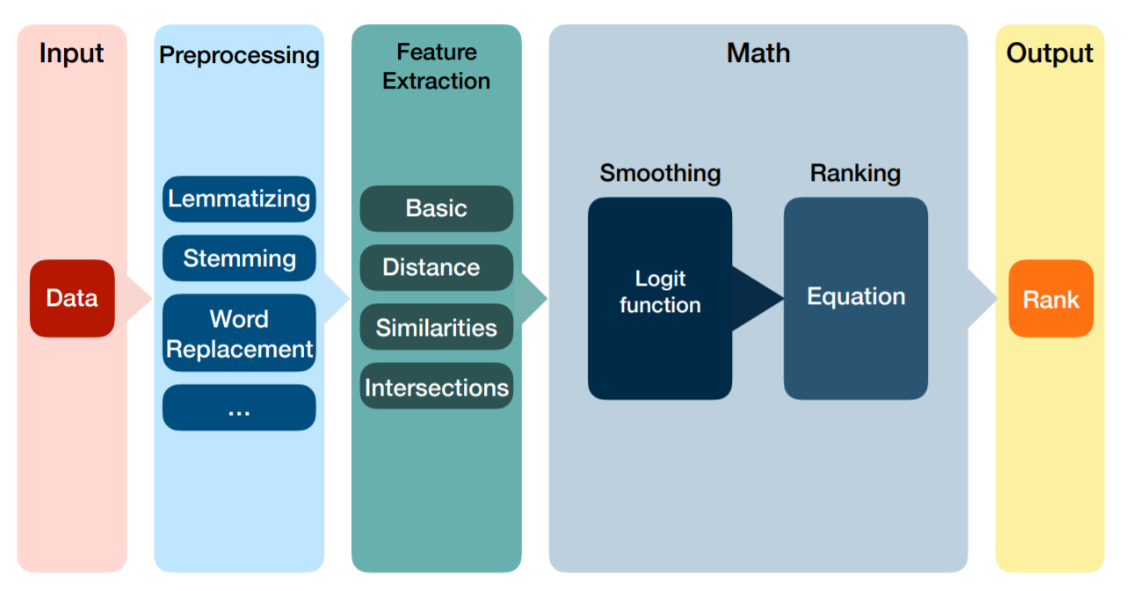 Input
Data
Preprocessing
Lemmatizing
Stemming
Word
Replacement
...
Feature
Extraction
Basic
Distance
Similarities
Intersections
Math
Smoothing
Logit
function
Ranking
Equation
Output
Rank